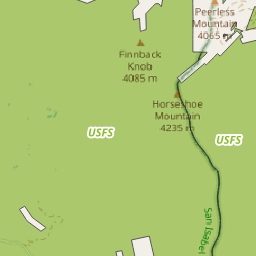 Peerless
Mountain
4065 m
Finnback
Knob
4085 m
Horseshoe
Mountain
4235 m
USFS
USFS
San Isabel